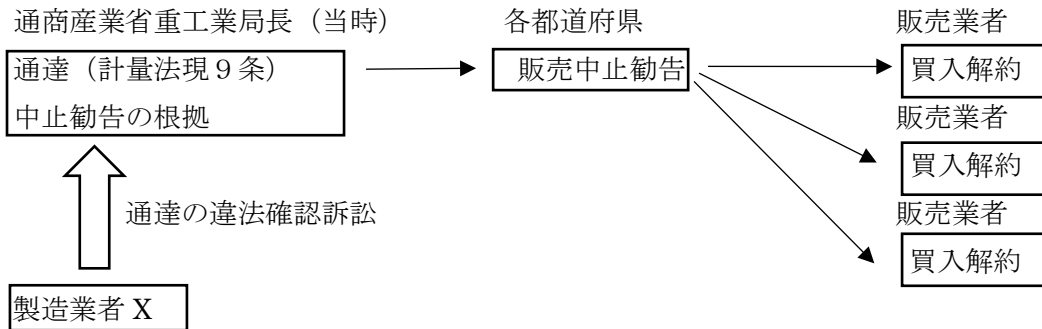 通商産業省重工業局長（当時）
通達（計量法現９条）
中止勧告の根拠
各都道府県
販売中止勧告
販売業者
買入解約
販売業者
買入解約
販売業者
買入解約
通達の違法確認訴訟
製造業者 X